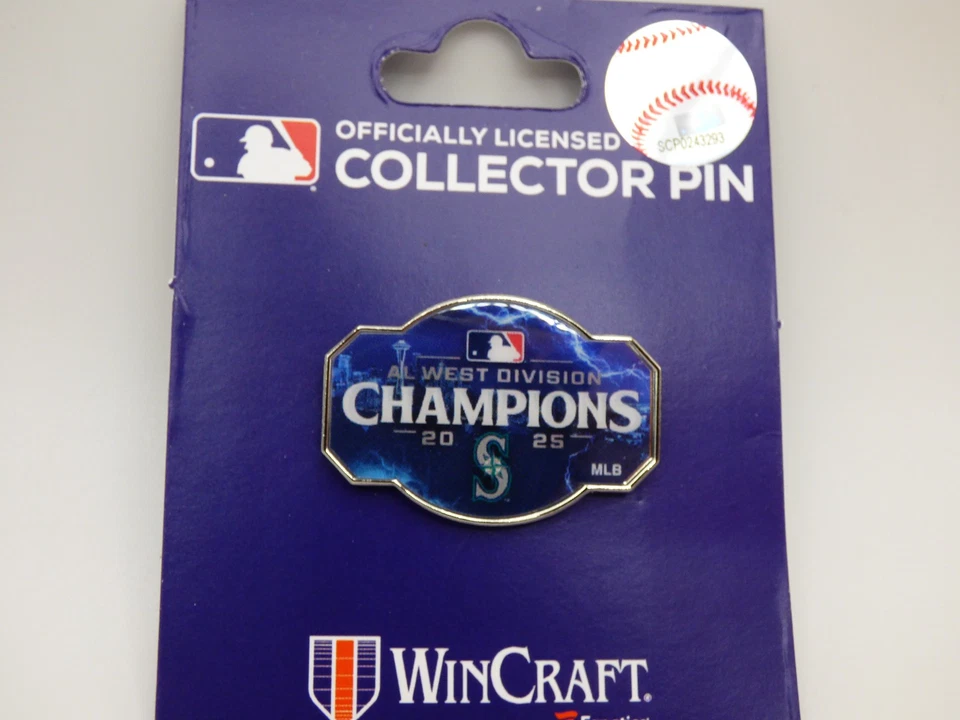 OFFICIALLY LICENSED
COLLECTOR PIN
SCP0243293
AL WEST DIVISION
CHAMPIONS
20 S 25
MLB
WINCRAFT.